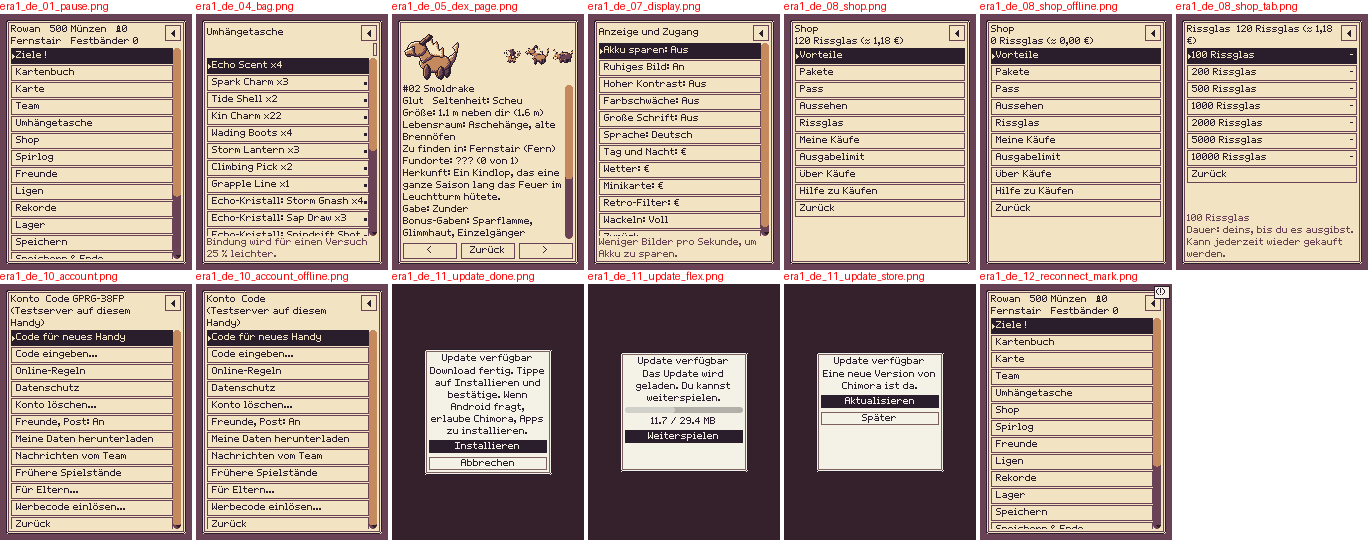 era1_de_01_pause.png
Rowan 500 Münzen 0
Fernstair Festbänder 0
Ziele!
Kartenbuch
Karte
Team
Umhängetasche
Shop
Spirlog
Freunde
Ligen
Rekorde
Lager
Speichern
Speichern & Ende
era1_de_04_bag.png
Umhängetasche
Echo Scent x4
Spark Charm x3
Tide Shell x2
Kin Charm x22
Wading Boots x4
Storm Lantern x3
Climbing Pick x2
Grapple Line x1
Echo-Kristall: Storm Gnash x4
Echo-Kristall: Sap Draw x3
Echo-Kristall: Spindrift Shot
Bindung wird für einen Versuch
25 % leichter.
era1_de_05_dex_page.png
#02 Smoldrake
Glut Seltenheit: Scheu
Größe: 1.1 m neben dir (1.6 m)
Lebensraum: Aschehänge, alte
Brennöfen
Zu finden in: Fernstair (Fern)
Fundorte: ??? (0 von 1)
Herkunft: Ein Kindlop, das eine
ganze Saison lang das Feuer im
Leuchtturm hütete.
Gabe: Zunder
Bonus-Gaben: Sparflamme,
Glimmhaut, Einzelgänger
< Zurück >
era1_de_07_display.png
Anzeige und Zugang
Akku sparen: Aus
Ruhiges Bild: An
Hoher Kontrast: Aus
Farbschwäche: Aus
Große Schrift: Aus
Sprache: Deutsch
Tag und Nacht: €
Wetter: €
Minikarte: €
Retro-Filter: €
Wackeln: Voll
Zurück
Weniger Bilder pro Sekunde, um
Akku zu sparen.
era1_de_08_shop.png
Shop
120 Rissglas (≈ 1,18 €)
Vorteile
Pakete
Pass
Aussehen
Rissglas
Meine Käufe
Ausgabelimit
Über Käufe
Hilfe zu Käufen
Zurück
era1_de_08_shop_offline.png
Shop
0 Rissglas (≈ 0,00 €)
Vorteile
Pakete
Pass
Aussehen
Rissglas
Meine Käufe
Ausgabelimit
Über Käufe
Hilfe zu Käufen
Zurück
era1_de_08_shop_tab.png
Rissglas 120 Rissglas (≈ 1,18
€)
100 Rissglas -
200 Rissglas -
500 Rissglas -
1000 Rissglas -
2000 Rissglas -
5000 Rissglas -
10000 Rissglas -
Zurück
100 Rissglas
Dauer: deins, bis du es ausgibst.
Kann jederzeit wieder gekauft
werden.
era1_de_10_account.png
Konto Code GPRG-38FP
(Testserver auf diesem
Handy)
Code für neues Handy
Code eingeben...
Online-Regeln
Datenschutz
Konto löschen...
Freunde, Post: An
Meine Daten herunterladen
Nachrichten vom Team
Frühere Spielstände
Für Eltern...
Werbecode einlösen...
Zurück
era1_de_10_account_offline.png
Konto Code
(Testserver auf diesem
Handy)
Code für neues Handy
Code eingeben...
Online-Regeln
Datenschutz
Konto löschen...
Freunde, Post: An
Meine Daten herunterladen
Nachrichten vom Team
Frühere Spielstände
Für Eltern...
Werbecode einlösen...
Zurück
era1_de_11_update_done.png
Update verfügbar
Download fertig. Tippe
auf Installieren und
bestätige. Wenn
Android fragt,
erlaube Chimora, Apps
zu installieren.
Installieren
Abbrechen
era1_de_11_update_flex.png
Update verfügbar
Das Update wird
geladen. Du kannst
weiterspielen.
11.7 / 29.4 MB
Weiterspielen
era1_de_11_update_store.png
Update verfügbar
Eine neue Version von
Chimora ist da.
Aktualisieren
Später
era1_de_12_reconnect_mark.png
Rowan 500 Münzen 0
Fernstair Festbänder 0
Ziele!
Kartenbuch
Karte
Team
Umhängetasche
Shop
Spirlog
Freunde
Ligen
Rekorde
Lager
Speichern
Speichern & Ende